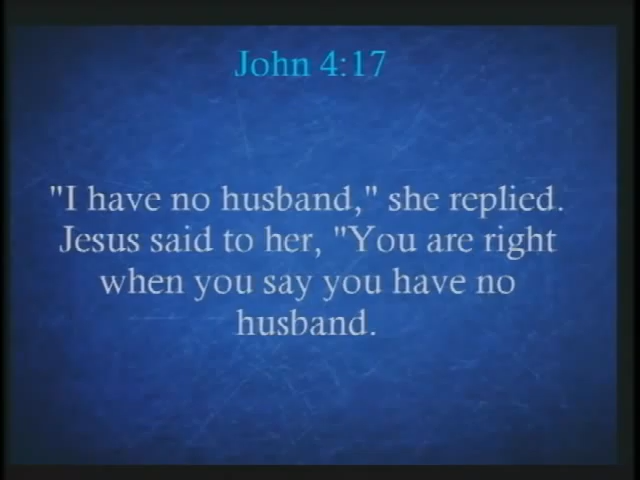 John 4:17
"I have no husband," she replied.
Jesus said to her, "You are right
when you say you have no
husband.